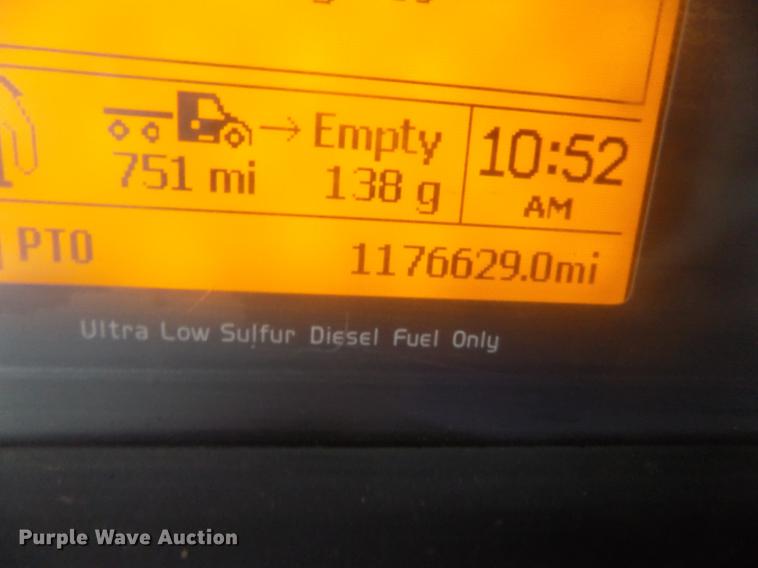 Empty
751 mi 138 g
10:52
AM
PTO 1176629.0mi
Ultra Low Sulfur Diesel Fuel Only
Purple Wave Auction